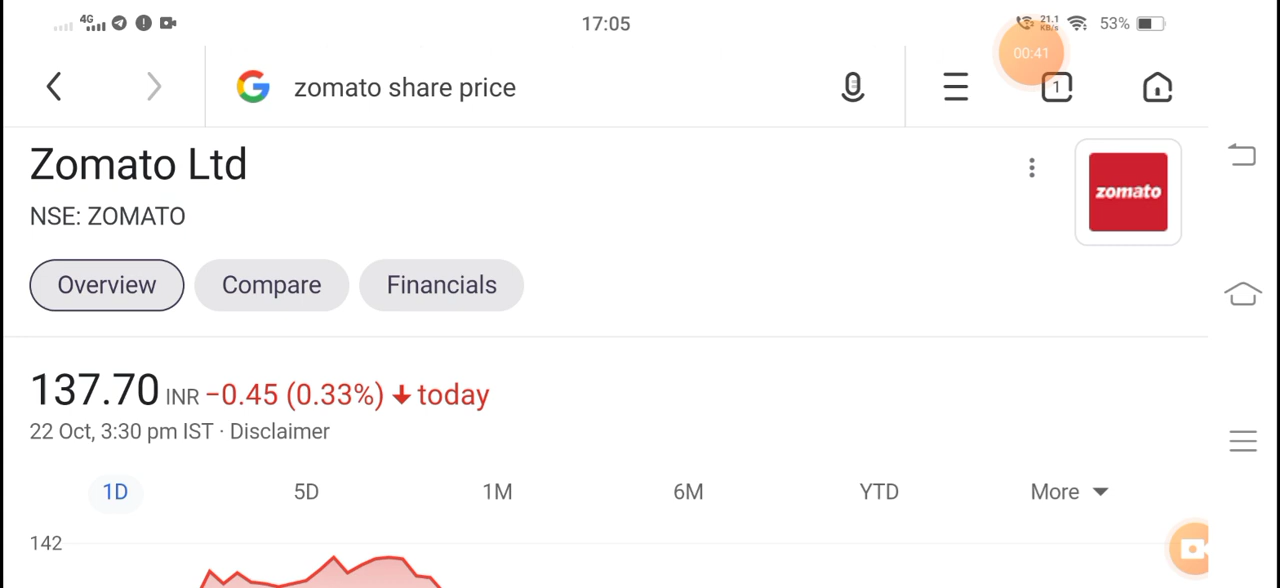 4G 17:05 21.1 KB/s 53%
00:41
zomato share price 1
Zomato Ltd
NSE: ZOMATO
zomato
Overview Compare Financials
137.70 INR −0.45 (0.33%) today
22 Oct, 3:30 pm IST · Disclaimer
1D 5D 1M 6M YTD More
142